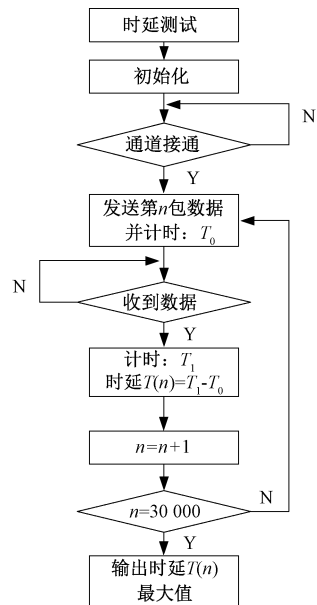 时延测试
初始化
N
通道接通
Y
发送第n包数据
并计时：T₀
N
收到数据
Y
计时：T₁
时延T(n)=T₁-T₀
n=n+1
N
n=30 000
Y
输出时延T(n)
最大值